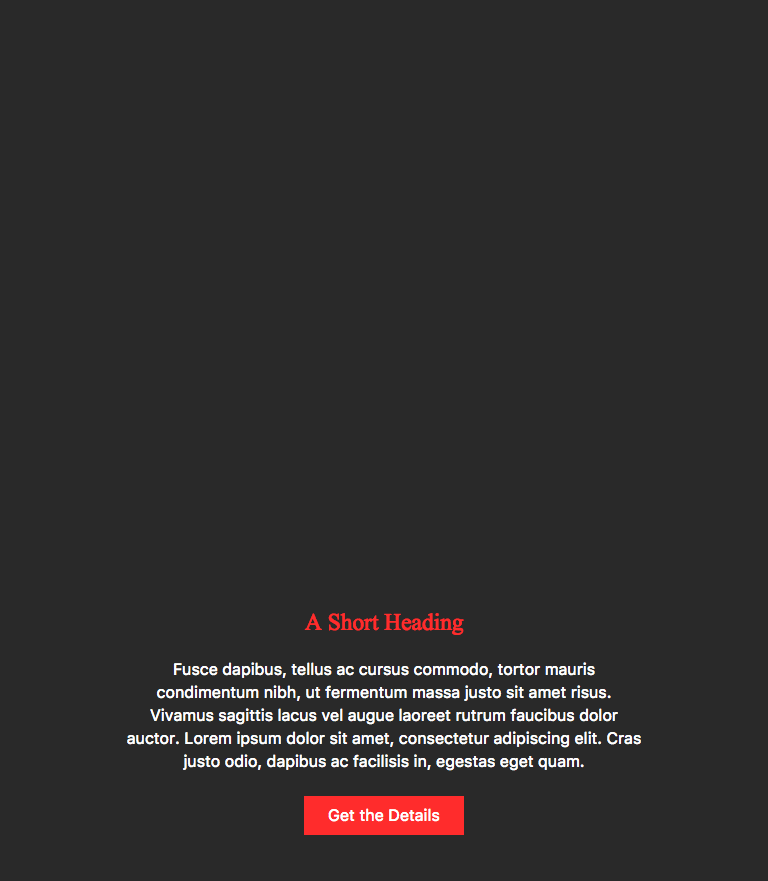 A Short Heading
Fusce dapibus, tellus ac cursus commodo, tortor mauris
condimentum nibh, ut fermentum massa justo sit amet risus.
Vivamus sagittis lacus vel augue laoreet rutrum faucibus dolor
auctor. Lorem ipsum dolor sit amet, consectetur adipiscing elit. Cras
justo odio, dapibus ac facilisis in, egestas eget quam.
Get the Details